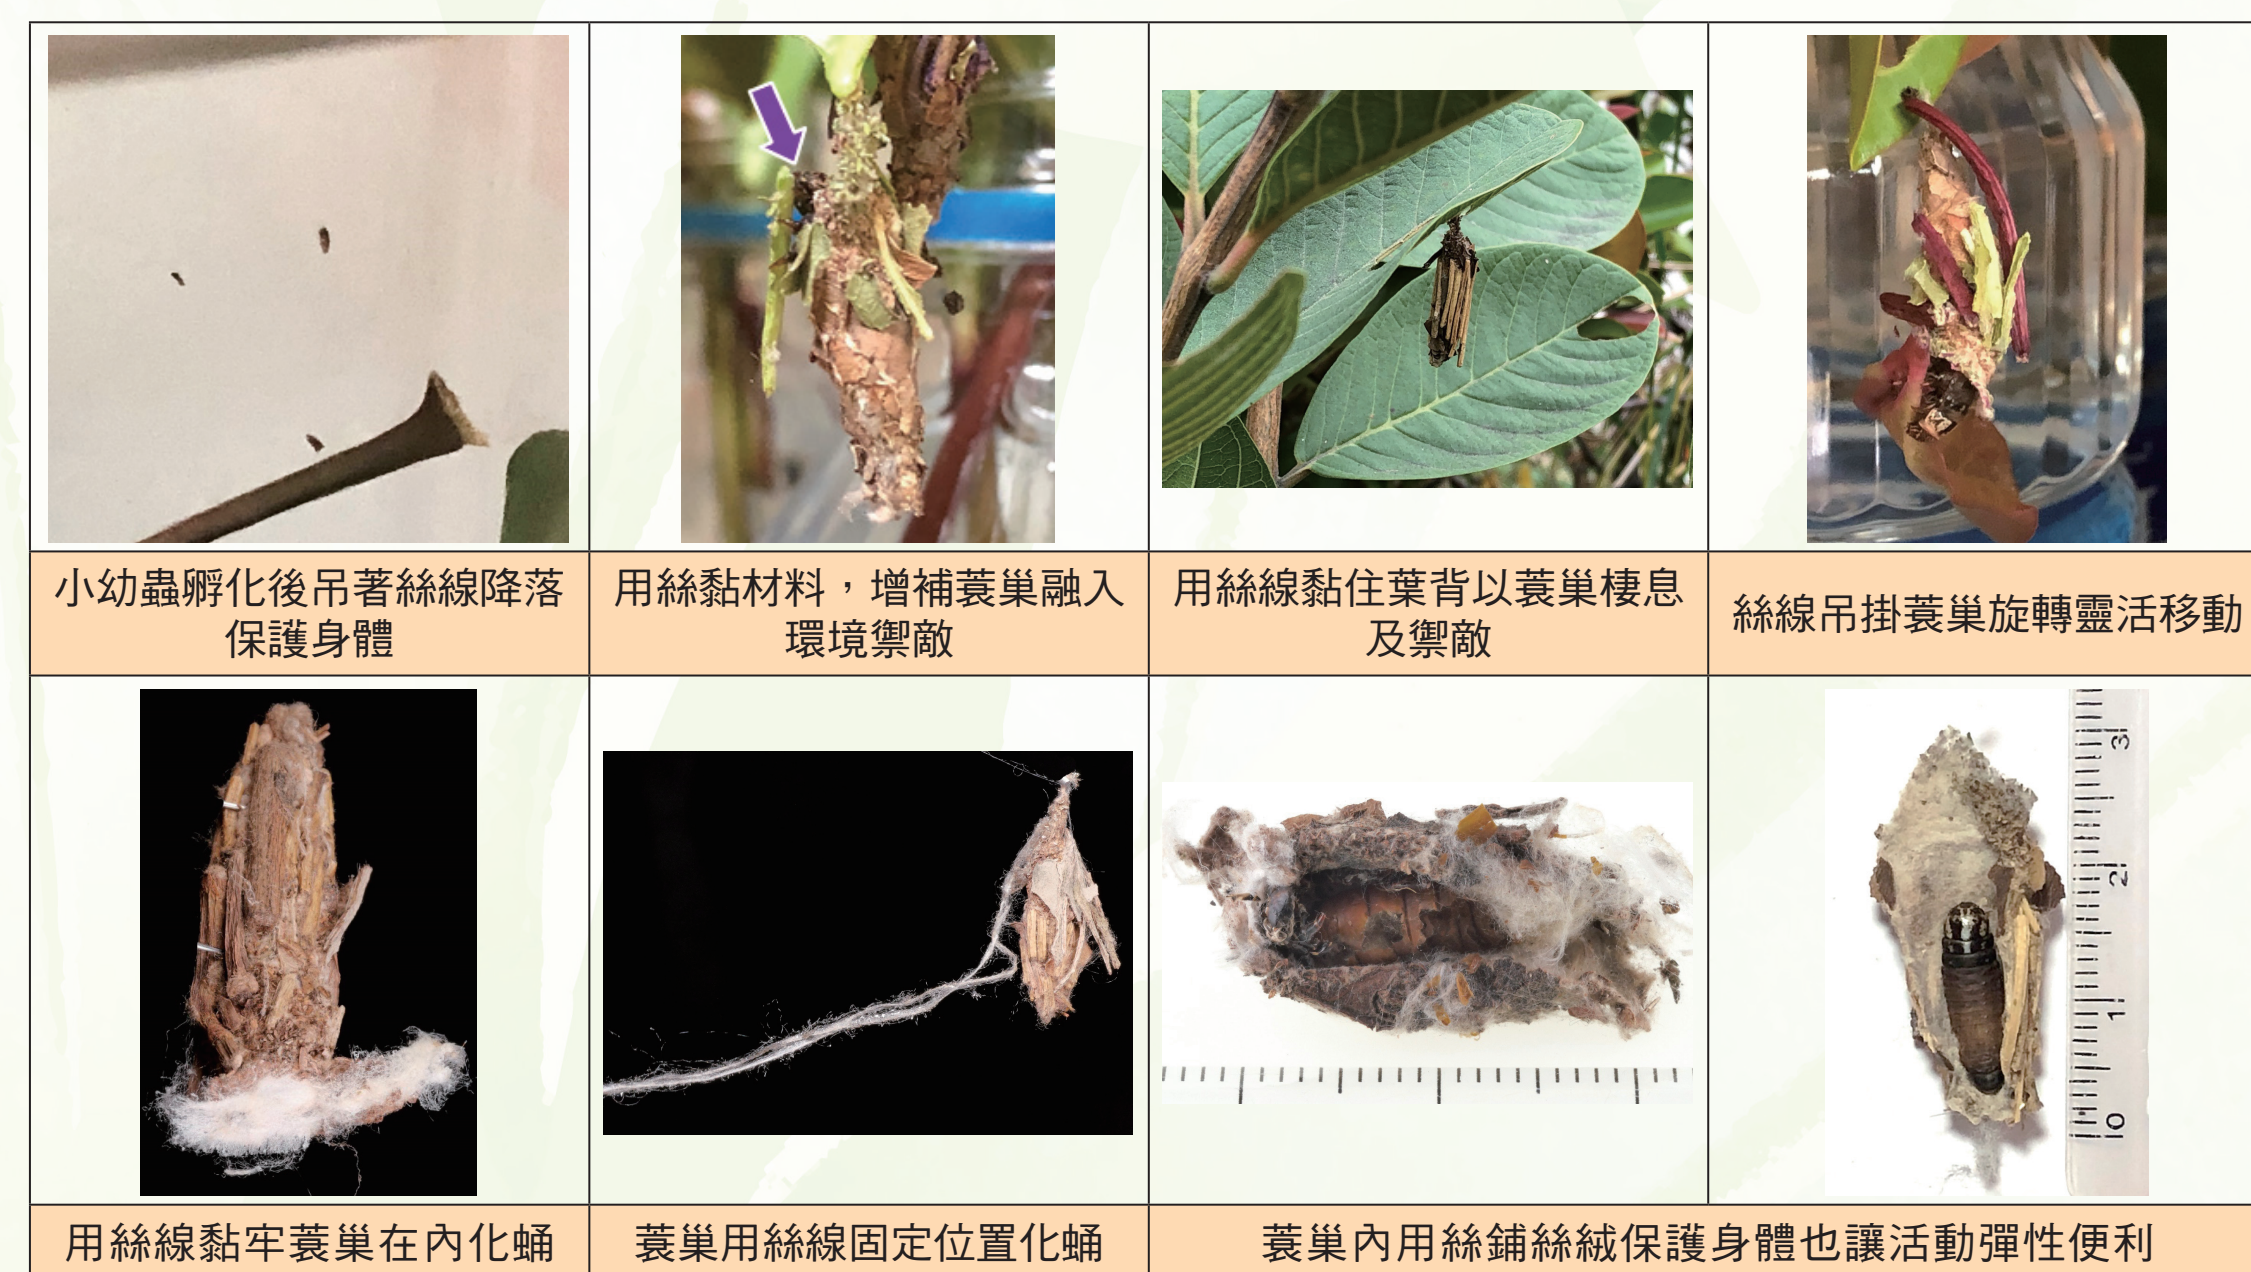 小幼蟲孵化後吊著絲線降落
保護身體
用絲黏材料，增補蓑巢融入
環境禦敵
用絲線黏住葉背以蓑巢棲息
及禦敵
絲線吊掛蓑巢旋轉靈活移動
3
2
1
0
用絲線黏牢蓑巢在內化蛹
蓑巢用絲線固定位置化蛹
蓑巢內用絲鋪絲絨保護身體也讓活動彈性便利